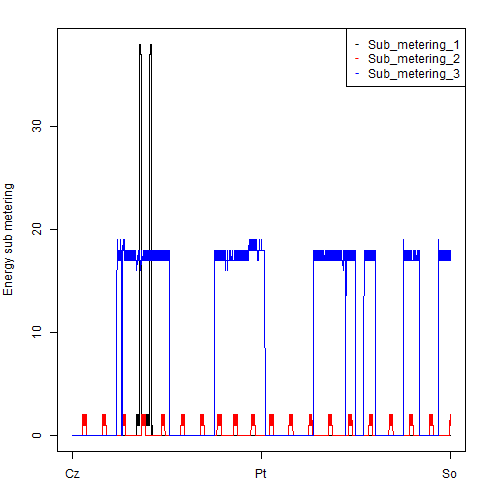 Sub_metering_1
Sub_metering_2
Sub_metering_3
Energy sub metering
30
20
10
0
Cz
Pt
So